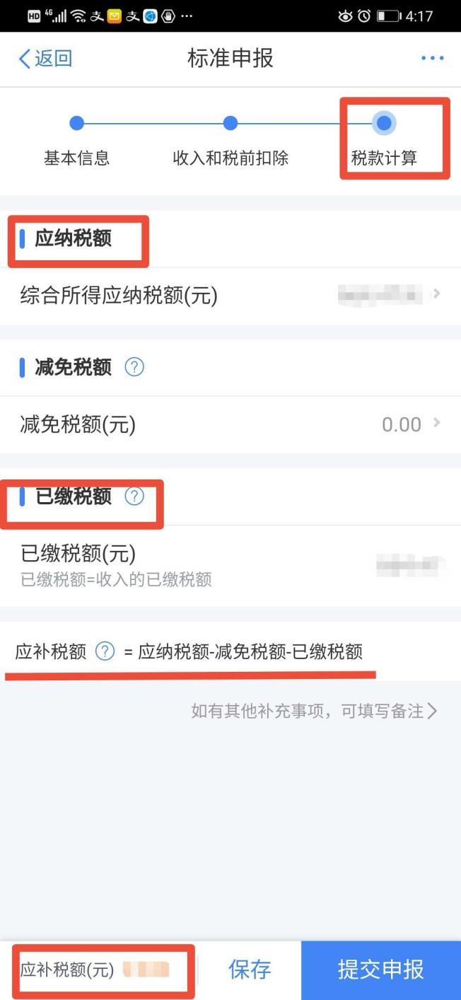 HD 4G 支 支 ... 4:17
返回 标准申报 ...
基本信息 收入和税前扣除 税款计算
应纳税额
综合所得应纳税额(元)
减免税额 ?
减免税额(元) 0.00
已缴税额 ?
已缴税额(元)
已缴税额=收入的已缴税额
应补税额 ? = 应纳税额-减免税额-已缴税额
如有其他补充事项，可填写备注
应补税额(元) 保存 提交申报